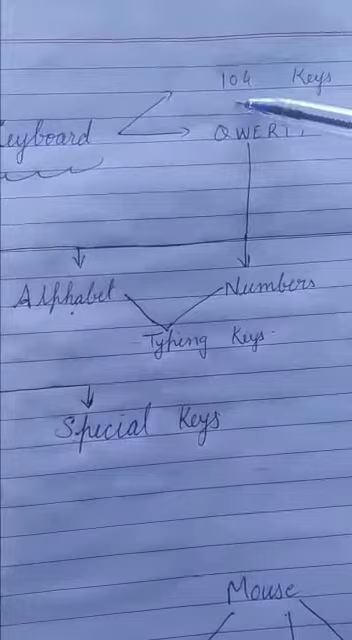 104 Keys
eyboard QWERT
Alphabet Numbers
Typing Keys
Special Keys
Mouse